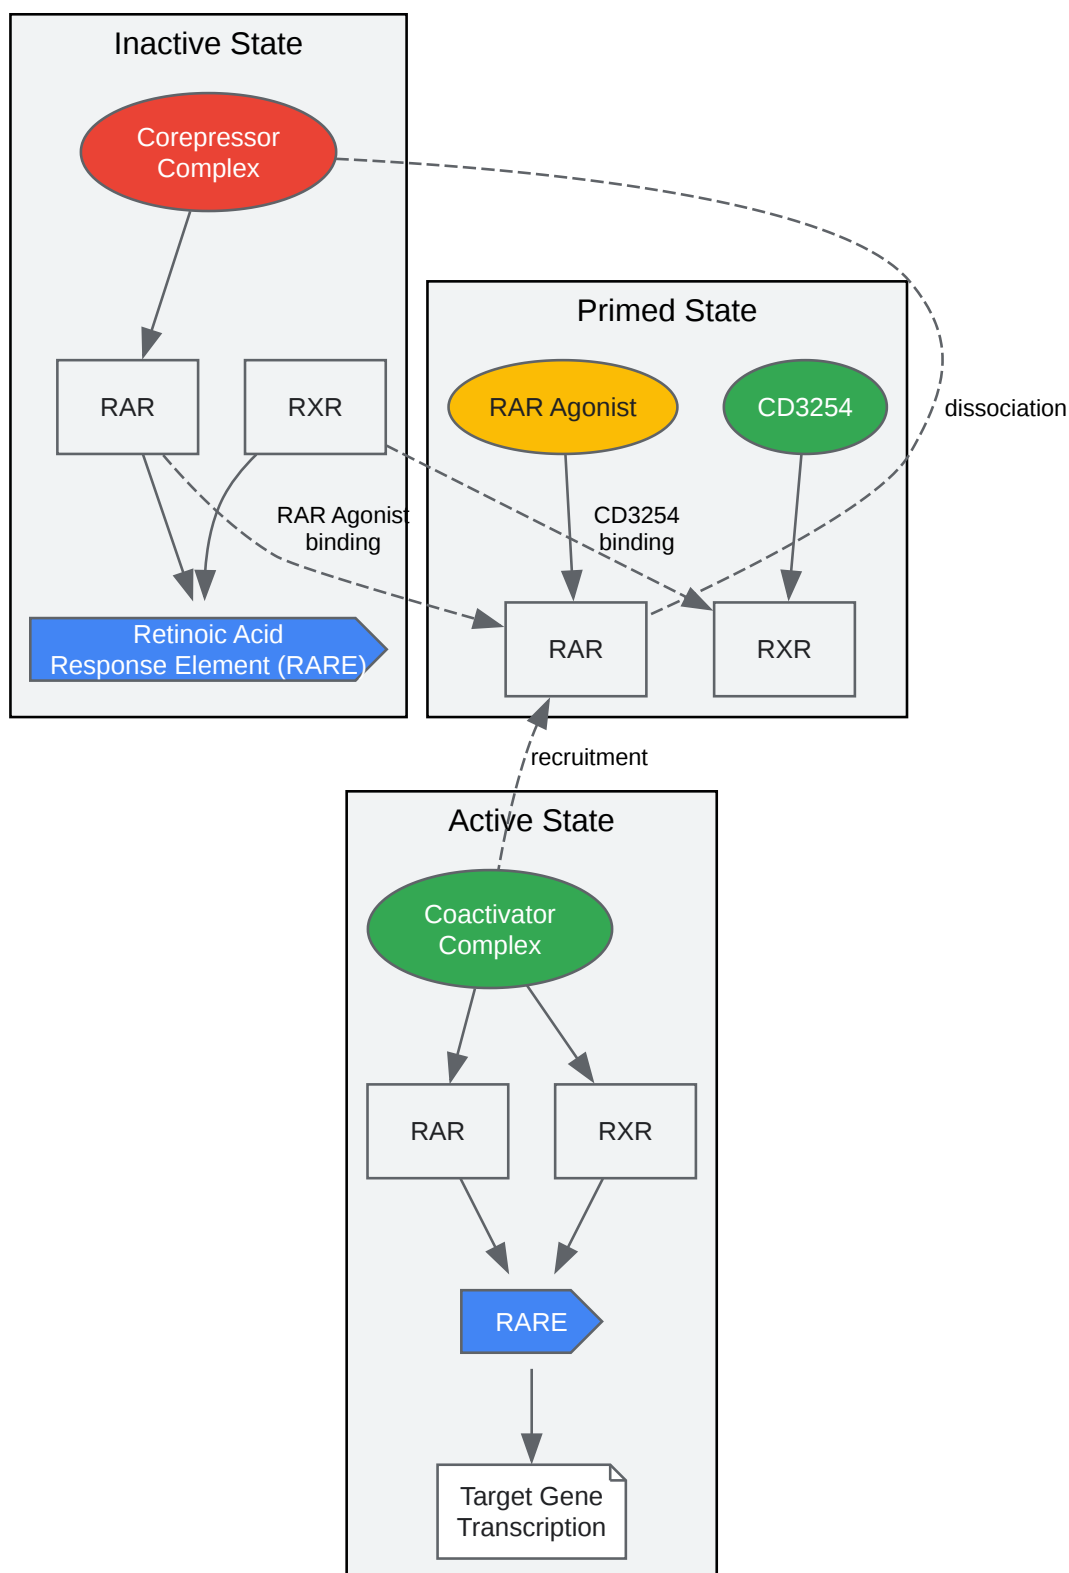 Inactive State
Corepressor
Complex
RAR
RXR
RAR Agonist
binding
Retinoic Acid
Response Element (RARE)
Primed State
RAR Agonist
CD3254
dissociation
CD3254
binding
RAR
RXR
recruitment
Active State
Coactivator
Complex
RAR
RXR
RARE
Target Gene
Transcription